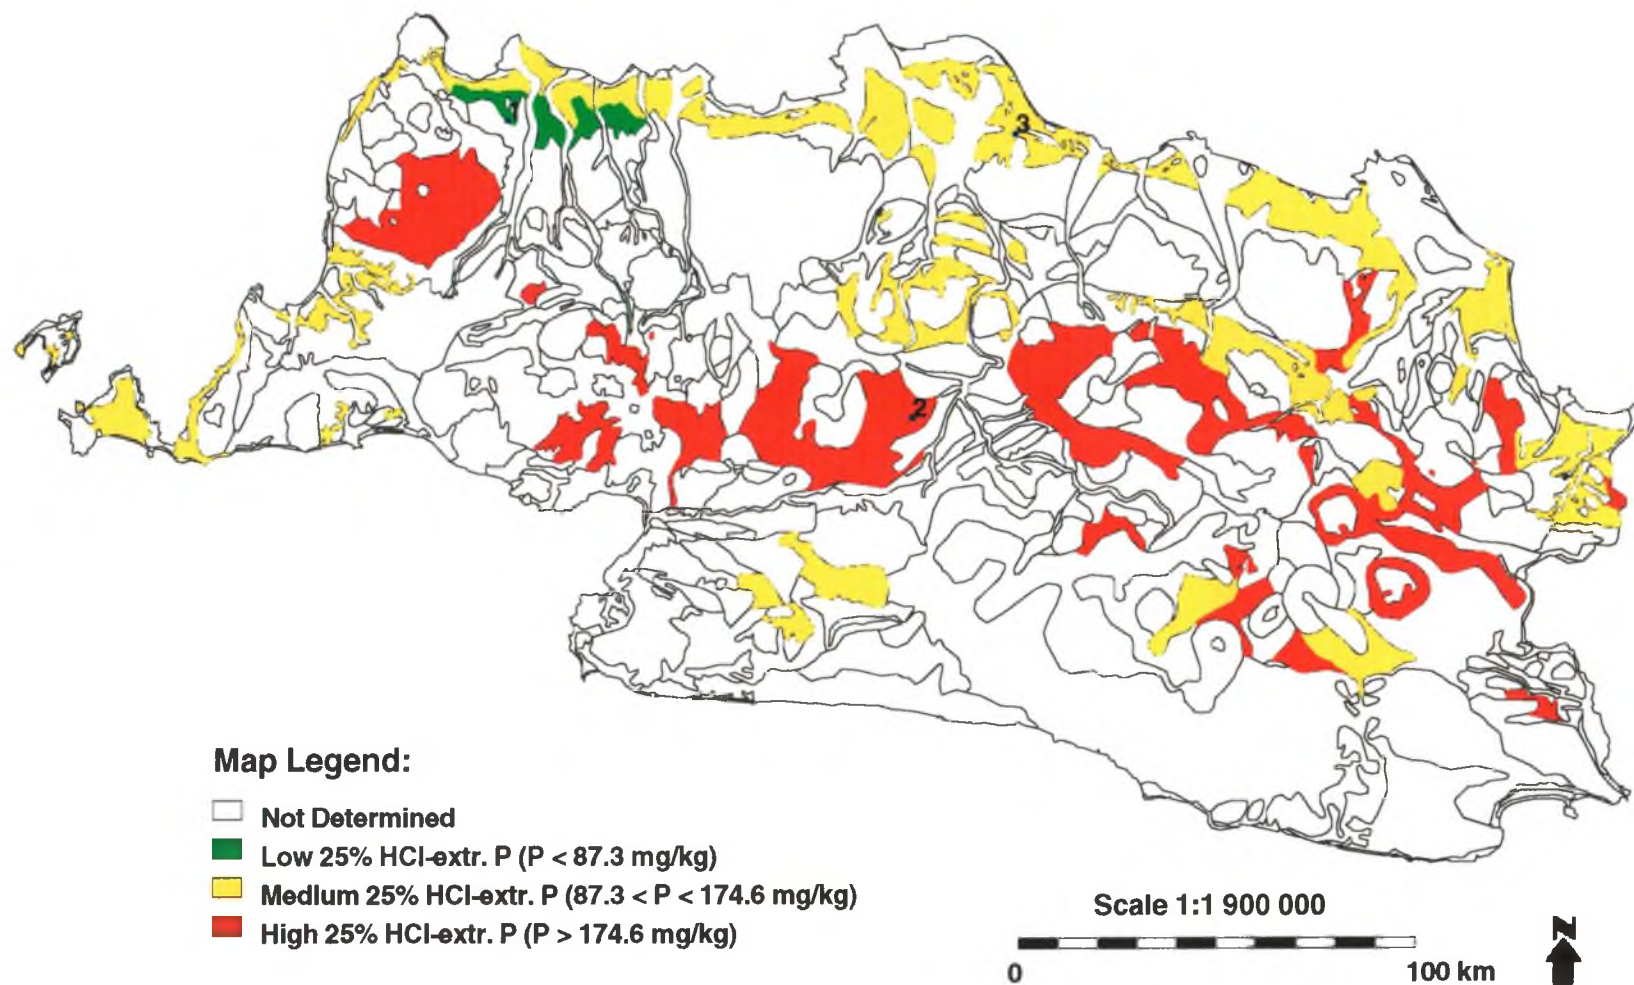 1
3
2
Map Legend:
Not Determined
Low 25% HCl-extr. P (P < 87.3 mg/kg)
Medium 25% HCl-extr. P (87.3 < P < 174.6 mg/kg)
High 25% HCl-extr. P (P > 174.6 mg/kg)
Scale 1:1 900 000
0 100 km
N